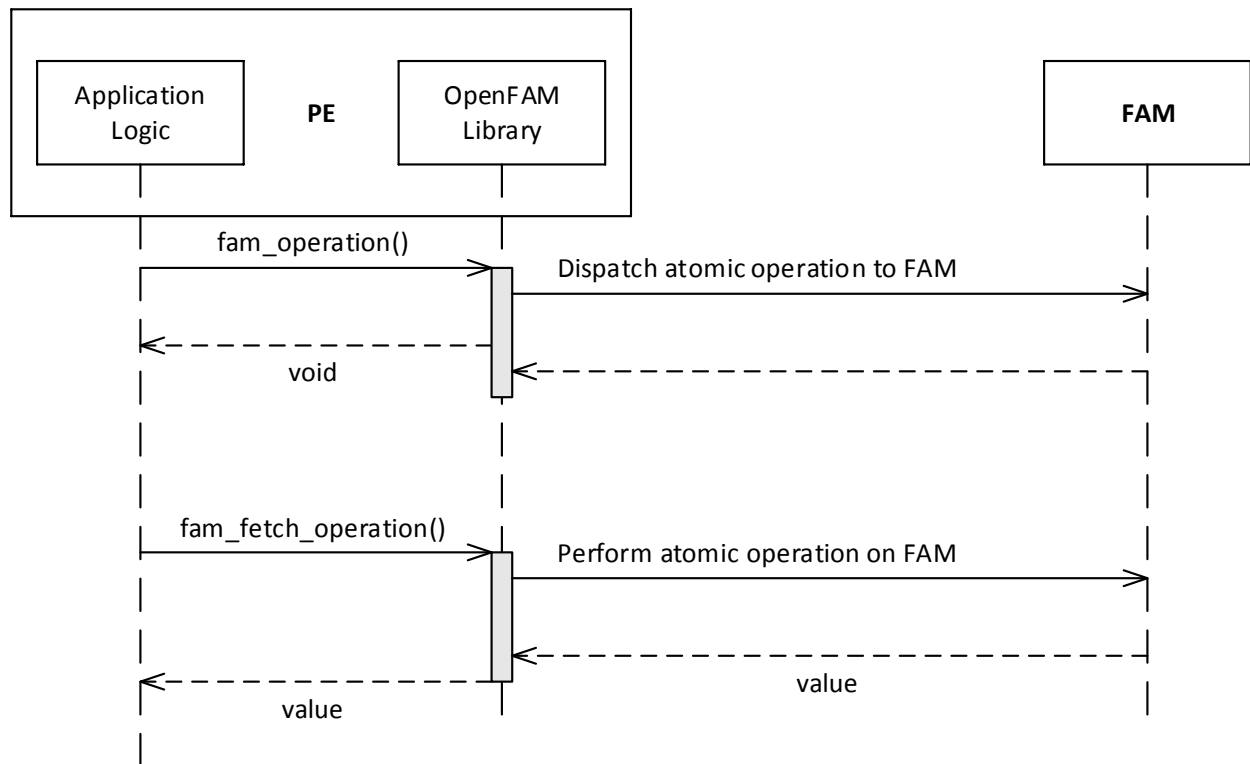 Application
Logic
PE
OpenFAM
Library
FAM
fam_operation()
Dispatch atomic operation to FAM
void
fam_fetch_operation()
Perform atomic operation on FAM
value
value